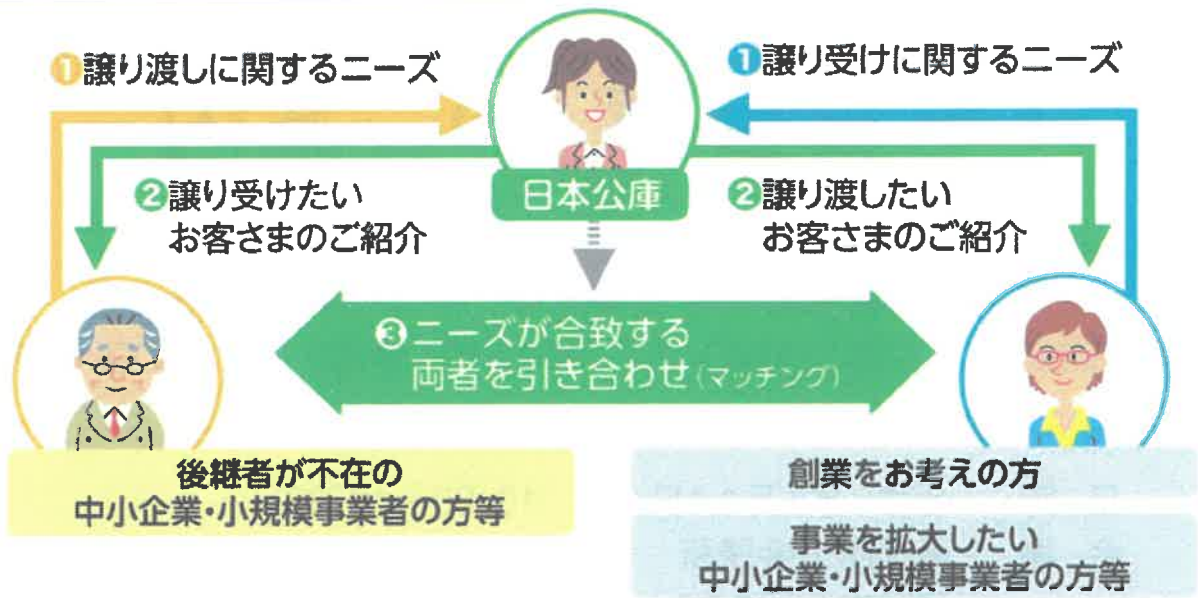 ❶譲り渡しに関するニーズ
❶譲り受けに関するニーズ
❷譲り受けたい
お客さまのご紹介
日本公庫
❷譲り渡したい
お客さまのご紹介
❸ニーズが合致する
両者を引き合わせ(マッチング)
後継者が不在の
中小企業・小規模事業者の方等
創業をお考えの方
事業を拡大したい
中小企業・小規模事業者の方等